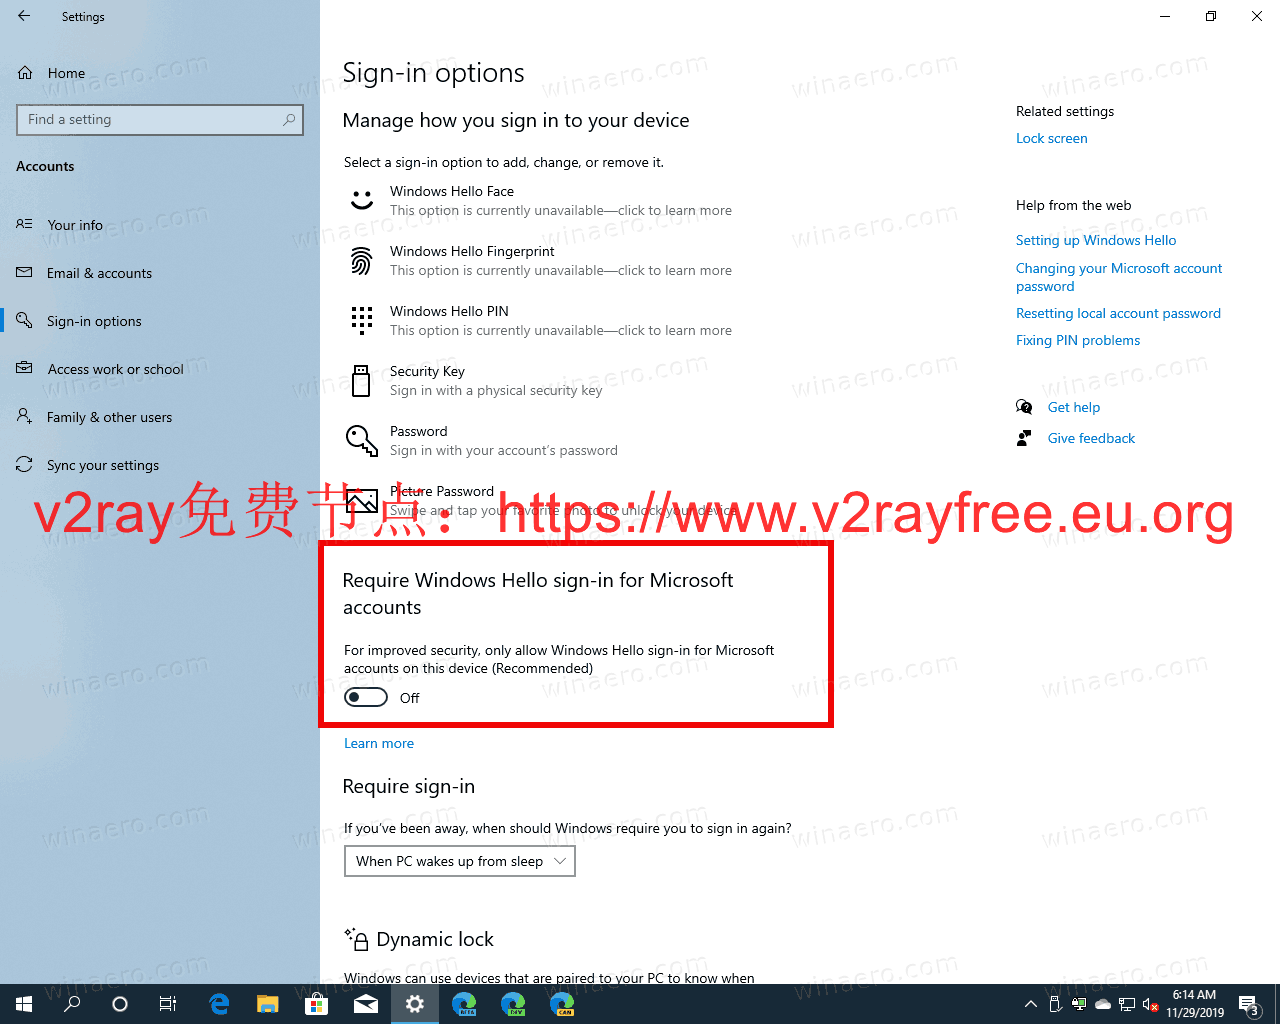 Settings
Home
Find a setting
Accounts
Your info
Email & accounts
Sign-in options
Access work or school
Family & other users
Sync your settings
Sign-in options
Manage how you sign in to your device
Select a sign-in option to add, change, or remove it.
Windows Hello Face
This option is currently unavailable—click to learn more
Windows Hello Fingerprint
This option is currently unavailable—click to learn more
Windows Hello PIN
This option is currently unavailable—click to learn more
Security Key
Sign in with a physical security key
Password
Sign in with your account’s password
Picture Password
Swipe and tap your favorite photo to unlock your device
v2ray免费节点：https://www.v2rayfree.eu.org
Require Windows Hello sign-in for Microsoft
accounts
For improved security, only allow Windows Hello sign-in for Microsoft
accounts on this device (Recommended)
Off
Learn more
Require sign-in
If you’ve been away, when should Windows require you to sign in again?
When PC wakes up from sleep
Dynamic lock
Windows can use devices that are paired to your PC to know when
Related settings
Lock screen
Help from the web
Setting up Windows Hello
Changing your Microsoft account
password
Resetting local account password
Fixing PIN problems
Get help
Give feedback
winaero.com
BETA
DEV
CAN
6:14 AM
11/29/2019
3